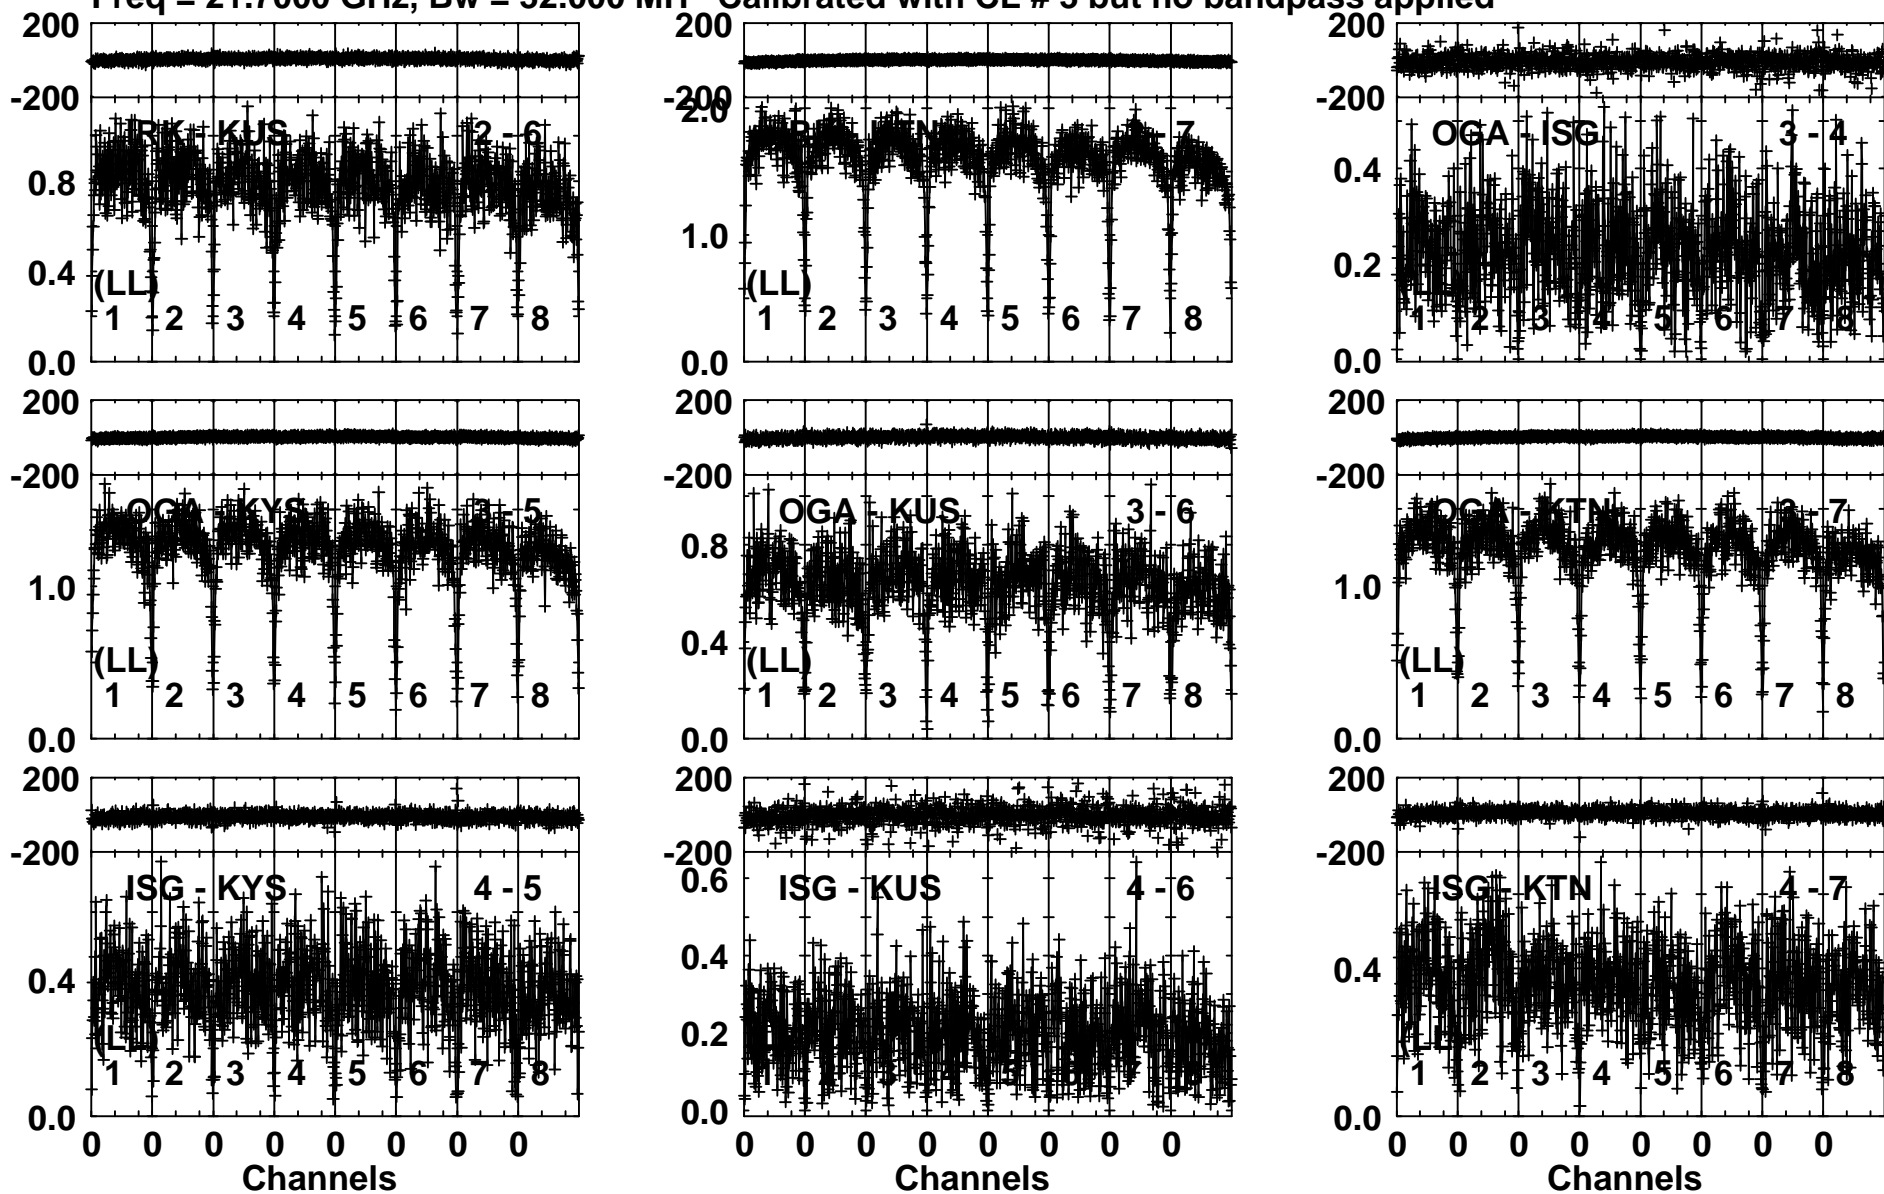 Freq = 21.7000 GHz, Bw = 32.000 MH Calibrated with CL # 3 but no bandpass applied
200 200 200
-200 -200 -200
2.0
IRK - KUS 2 - 6
- 7
OGA - ISG 3 - 4
0.8 0.4
1.0
0.4 0.2
(LL) (LL)
1 2 3 4 5 6 7 8
1 2 3 4 5 6 7 8
1 2 3 4 5 6 7 8
0.0 0.0 0.0
200 200 200
-200 -200 -200
OGA - KYS 3 - 5
OGA - KUS 3 - 6
OGA - KTN 3 - 7
1.0 0.8 1.0
0.4
(LL) (LL) (LL)
1 2 3 4 5 6 7 8
1 2 3 4 5 6 7 8
1 2 3 4 5 6 7 8
0.0 0.0 0.0
200 200 200
-200 -200 -200
ISG - KYS 4 - 5
ISG - KUS 4 - 6
ISG - KTN 4 - 7
0.6
0.4 0.4 0.4
0.2
(LL) (LL)
1 2 3 4 5 6 7 8
1 2 3 4 5 6 7 8
0.0 0.0 0.0
0 0 0 0 0 0 0 0
0 0 0 0 0 0 0 0
0 0 0 0 0 0 0 0
Channels Channels Channels